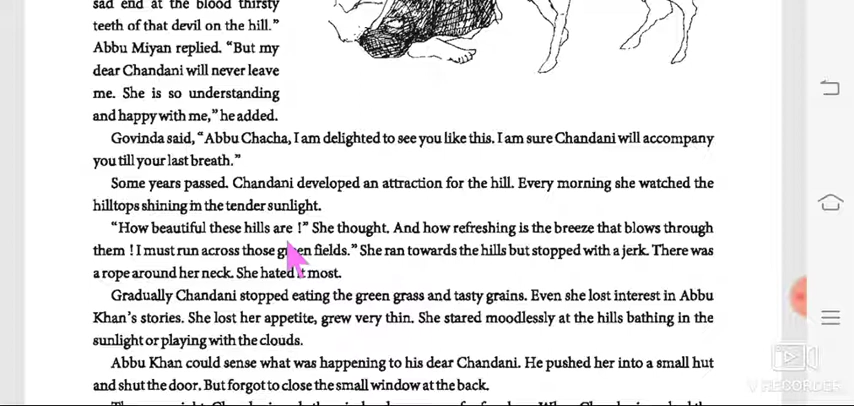 sad end at the blood thirsty
teeth of that devil on the hill."
Abbu Miyan replied. "But my
dear Chandani will never leave
me. She is so understanding
and happy with me," he added.
Govinda said, "Abbu Chacha, I am delighted to see you like this. I am sure Chandani will accompany
you till your last breath."
Some years passed. Chandani developed an attraction for the hill. Every morning she watched the
hilltops shining in the tender sunlight.
"How beautiful these hills are !" She thought. And how refreshing is the breeze that blows through
them ! I must run across those green fields." She ran towards the hills but stopped with a jerk. There was
a rope around her neck. She hated it most.
Gradually Chandani stopped eating the green grass and tasty grains. Even she lost interest in Abbu
Khan's stories. She lost her appetite, grew very thin. She stared moodlessly at the hills bathing in the
sunlight or playing with the clouds.
Abbu Khan could sense what was happening to his dear Chandani. He pushed her into a small hut
and shut the door. But forgot to close the small window at the back.
V RECORDER